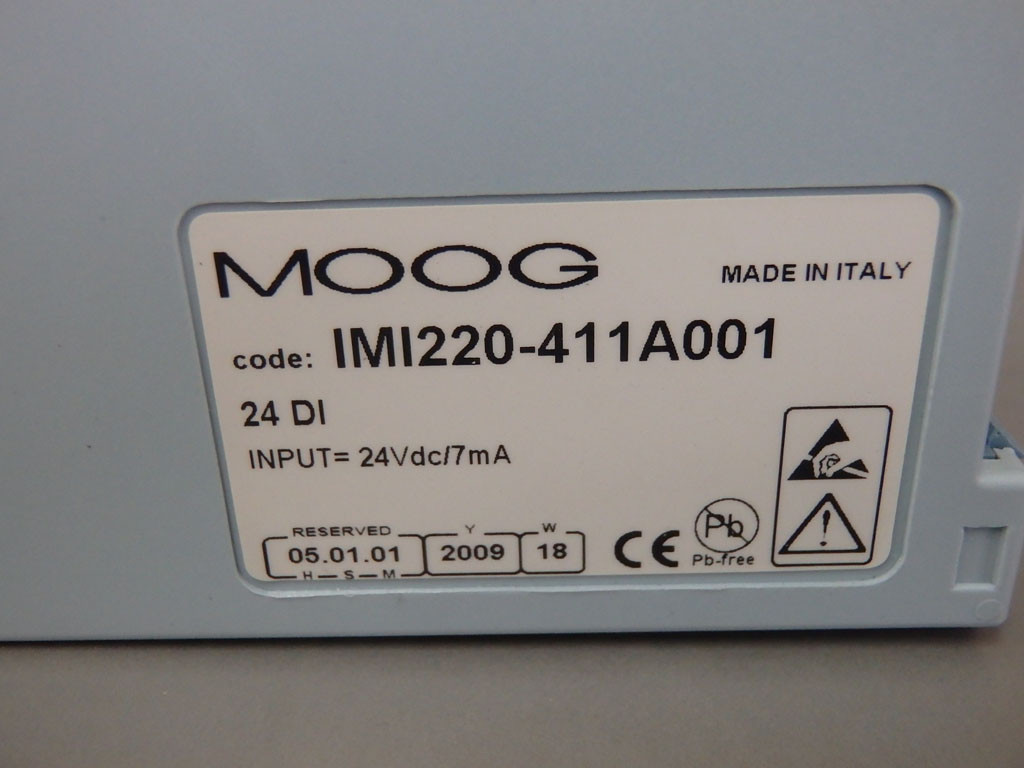 MOOG
MADE IN ITALY
code: IMI220-411A001
24 DI
INPUT= 24Vdc/7mA
RESERVED Y W
05.01.01 2009 18
H — S — M
CE
Pb
Pb-free